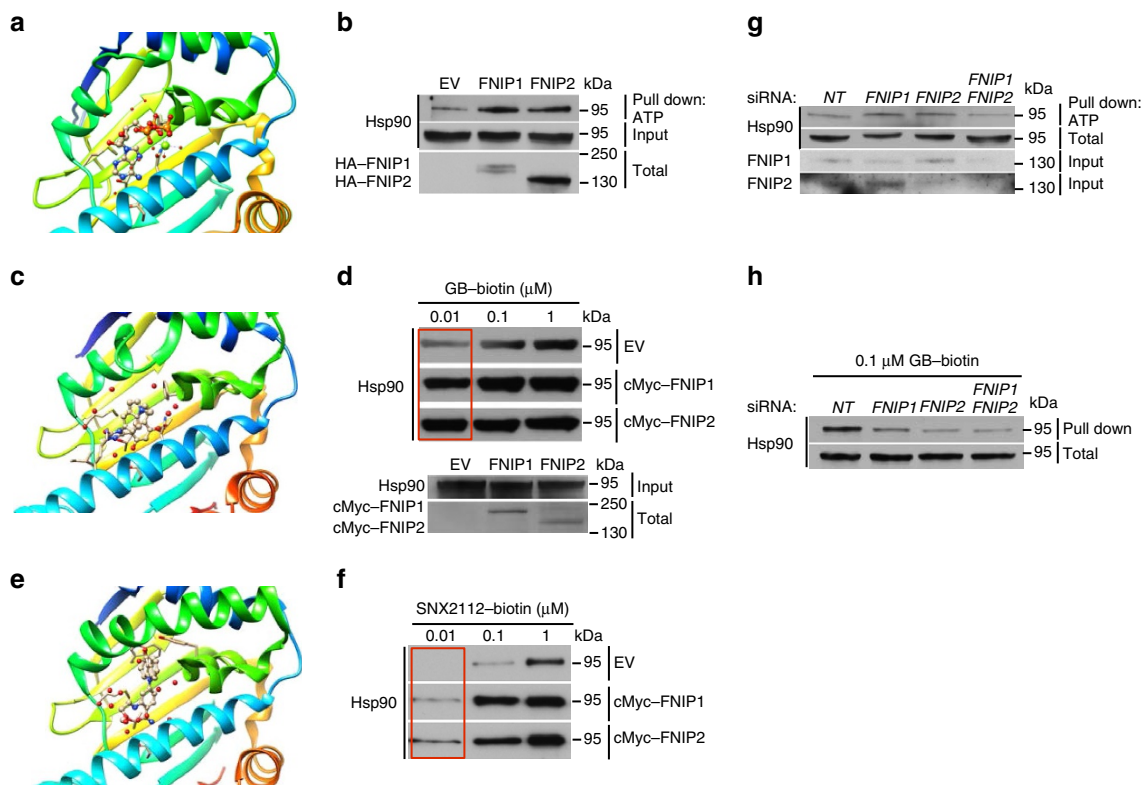 a
b
EV FNIP1 FNIP2 kDa
Hsp90
95
Pull down:
ATP
95
Input
250
HA–FNIP1
Total
HA–FNIP2
130
g
FNIP1
siRNA: NT FNIP1 FNIP2 FNIP2 kDa
Hsp90
95
Pull down:
ATP
95
Total
FNIP1
130
Input
FNIP2
130
Input
c
d
GB–biotin (μM)
0.01 0.1 1 kDa
95 EV
Hsp90
95 cMyc–FNIP1
95 cMyc–FNIP2
EV FNIP1 FNIP2 kDa
Hsp90
95 Input
cMyc–FNIP1
250
Total
cMyc–FNIP2
130
h
0.1 μM GB–biotin
FNIP1
siRNA: NT FNIP1 FNIP2 FNIP2 kDa
Hsp90
95 Pull down
95 Total
e
f
SNX2112–biotin (μM)
0.01 0.1 1 kDa
95 EV
Hsp90
95 cMyc–FNIP1
95 cMyc–FNIP2